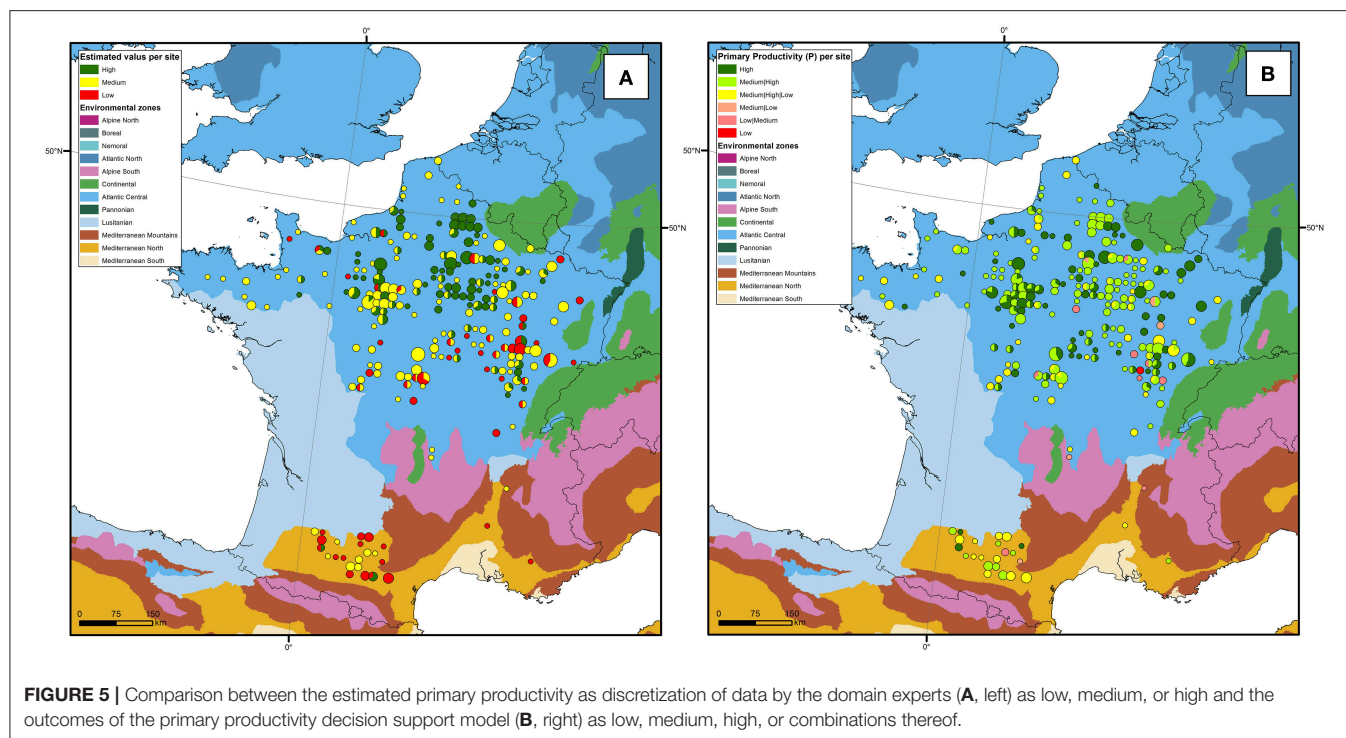 0°
Estimated valus per site
High
Medium
Low
Environmental zones
Alpine North
Boreal
Nemoral
Atlantic North
Alpine South
Continental
Atlantic Central
Pannonian
Lusitanian
Mediterranean Mountains
Mediterranean North
Mediterranean South
A
50°N
50°N
0 75 150
km
0°
0°
Primary Productivity (P) per site
High
Medium|High
Medium|High|Low
Medium|Low
Low|Medium
Low
Environmental zones
Alpine North
Boreal
Nemoral
Atlantic North
Alpine South
Continental
Atlantic Central
Pannonian
Lusitanian
Mediterranean Mountains
Mediterranean North
Mediterranean South
B
50°N
50°N
0 75 150
km
0°
FIGURE 5 | Comparison between the estimated primary productivity as discretization of data by the domain experts (A, left) as low, medium, or high and the
outcomes of the primary productivity decision support model (B, right) as low, medium, high, or combinations thereof.